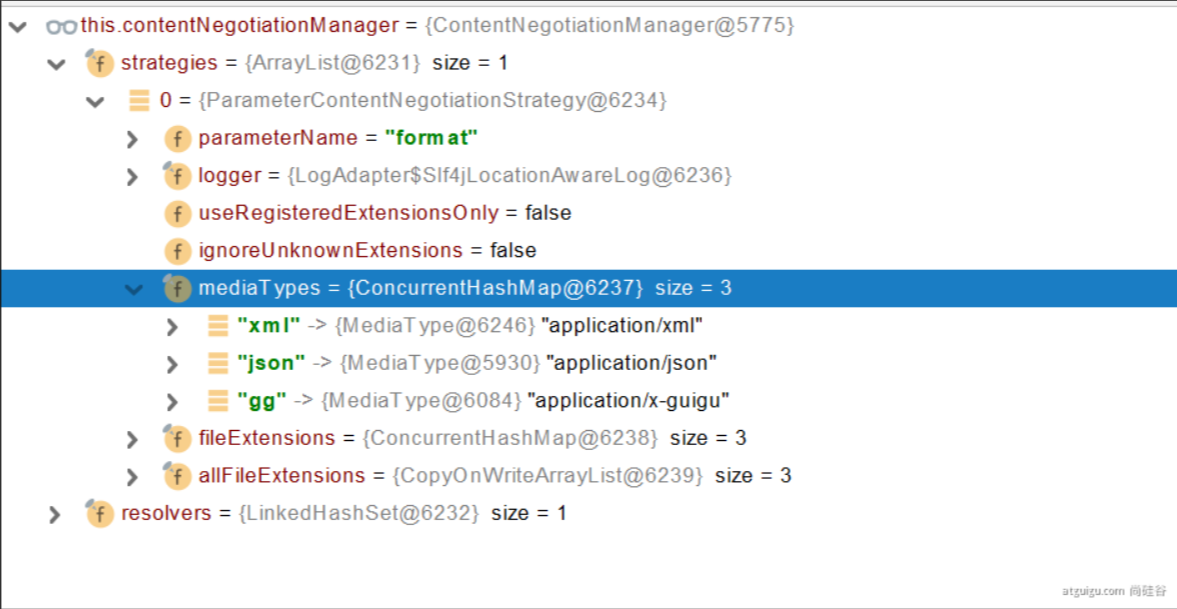 this.contentNegotiationManager = {ContentNegotiationManager@5775}
f strategies = {ArrayList@6231} size = 1
0 = {ParameterContentNegotiationStrategy@6234}
f parameterName = "format"
f logger = {LogAdapter$Slf4jLocationAwareLog@6236}
f useRegisteredExtensionsOnly = false
f ignoreUnknownExtensions = false
f mediaTypes = {ConcurrentHashMap@6237} size = 3
"xml" -> {MediaType@6246} "application/xml"
"json" -> {MediaType@5930} "application/json"
"gg" -> {MediaType@6084} "application/x-guigu"
f fileExtensions = {ConcurrentHashMap@6238} size = 3
f allFileExtensions = {CopyOnWriteArrayList@6239} size = 3
f resolvers = {LinkedHashSet@6232} size = 1
atguigu.com 尚硅谷